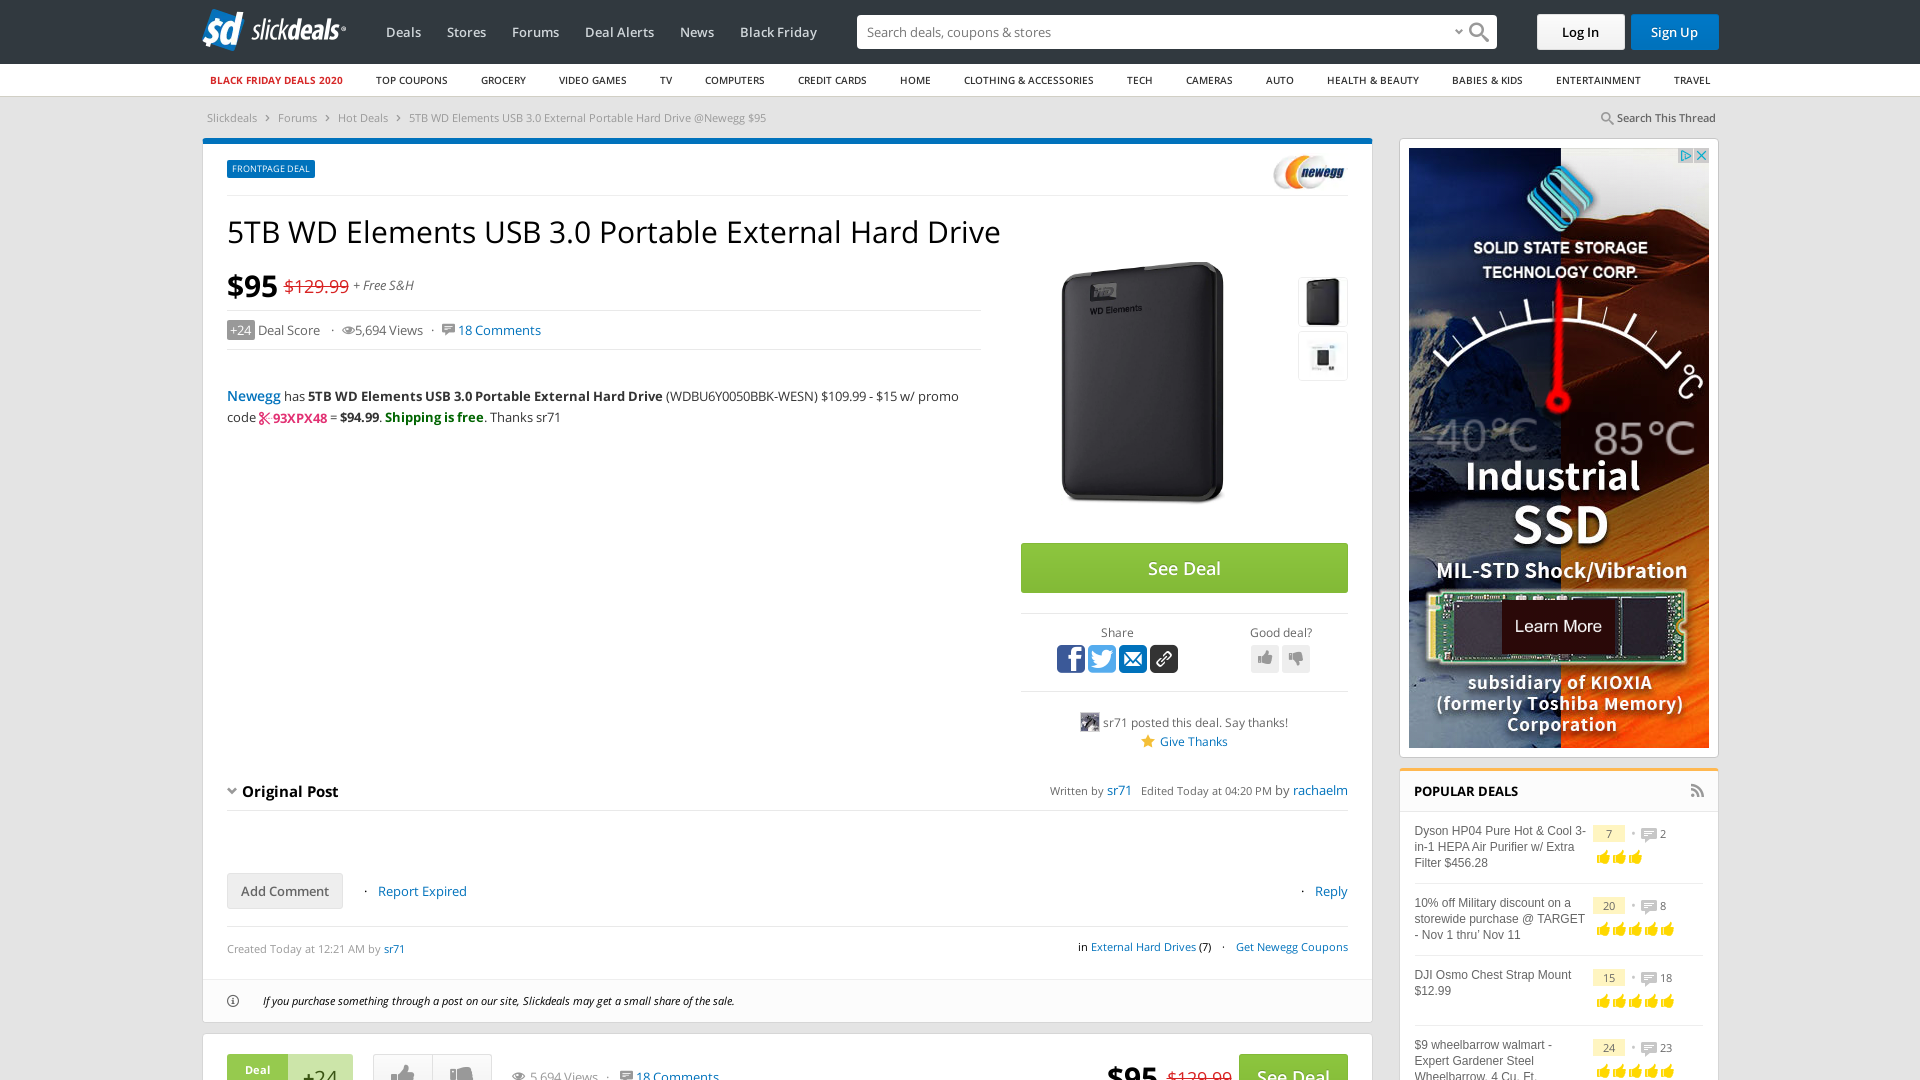 sd slickdeals
Deals Stores Forums Deal Alerts News Black Friday Search deals, coupons & stores Log In Sign Up
BLACK FRIDAY DEALS 2020 TOP COUPONS GROCERY VIDEO GAMES TV COMPUTERS CREDIT CARDS HOME CLOTHING & ACCESSORIES TECH CAMERAS AUTO HEALTH & BEAUTY BABIES & KIDS ENTERTAINMENT TRAVEL
Slickdeals › Forums › Hot Deals › 5TB WD Elements USB 3.0 External Portable Hard Drive @Newegg $95
Search This Thread
FRONTPAGE DEAL
newegg
5TB WD Elements USB 3.0 Portable External Hard Drive
$95 $129.99 + Free S&H
+24 Deal Score · 5,694 Views · 18 Comments
Newegg has 5TB WD Elements USB 3.0 Portable External Hard Drive (WDBU6Y0050BBK-WESN) $109.99 - $15 w/ promo
code 93XPX48 = $94.99. Shipping is free. Thanks sr71
WD
WD Elements
See Deal
Share Good deal?
sr71 posted this deal. Say thanks!
Give Thanks
Original Post
Written by sr71 Edited Today at 04:20 PM by rachaelm
Add Comment · Report Expired · Reply
Created Today at 12:21 AM by sr71
in External Hard Drives (7) · Get Newegg Coupons
If you purchase something through a post on our site, Slickdeals may get a small share of the sale.
Deal +24 5,694 Views · 18 Comments $95 $129.99 See Deal
SOLID STATE STORAGE
TECHNOLOGY CORP.
°C
-40°C 85°C
Industrial
SSD
MIL-STD Shock/Vibration
Learn More
subsidiary of KIOXIA
(formerly Toshiba Memory)
Corporation
POPULAR DEALS
Dyson HP04 Pure Hot & Cool 3-
in-1 HEPA Air Purifier w/ Extra
Filter $456.28
7 • 2
10% off Military discount on a
storewide purchase @ TARGET
- Nov 1 thru' Nov 11
20 • 8
DJI Osmo Chest Strap Mount
$12.99
15 • 18
$9 wheelbarrow walmart -
Expert Gardener Steel
Wheelbarrow, 4 Cu. Ft.
24 • 23